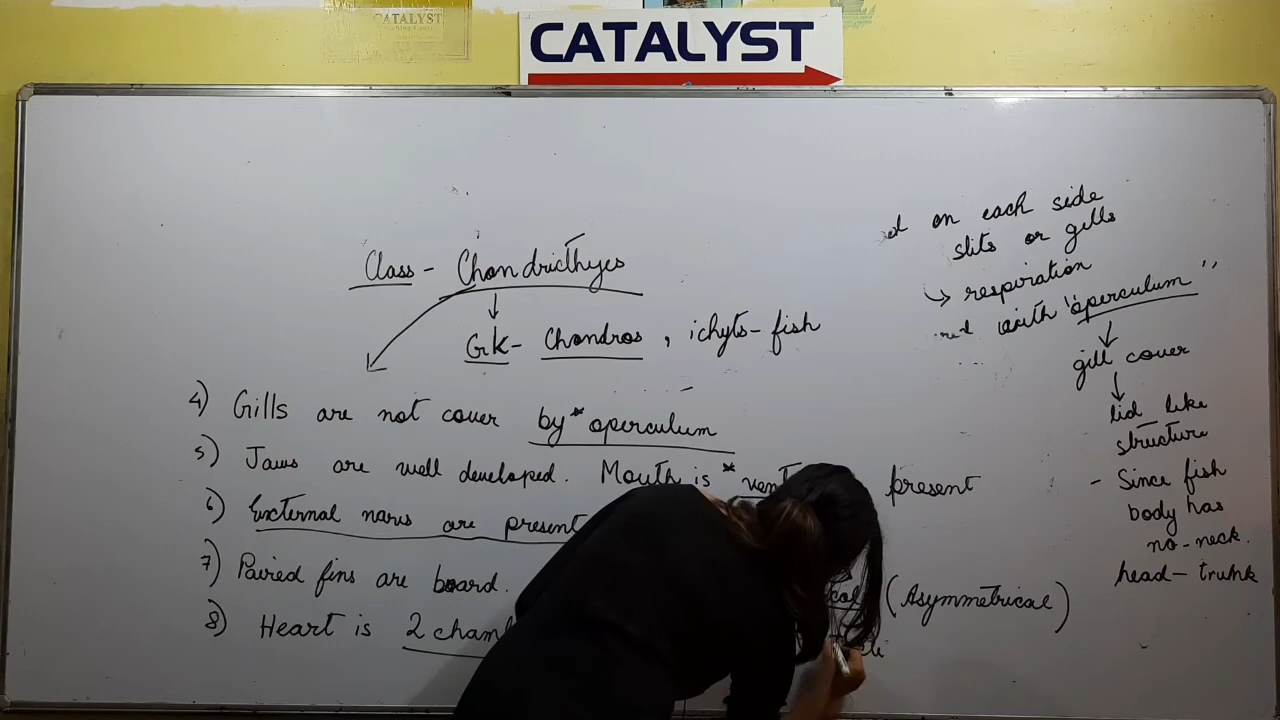 CATALYST
CATALYST
Class - Chondricthyes
GK - Chondros , ichyts - fish
4) Gills are not cover by * operculum
5) Jaws are well developed. Mouth is * present
6) External nares are present
7) Paired fins are board. (Asymmetrical)
8) Heart is 2
on each side
slits or gills
↳ respiration
with "operculum"
gill cover
lid like
structure
- Since fish
body has
no-neck.
head - trunk